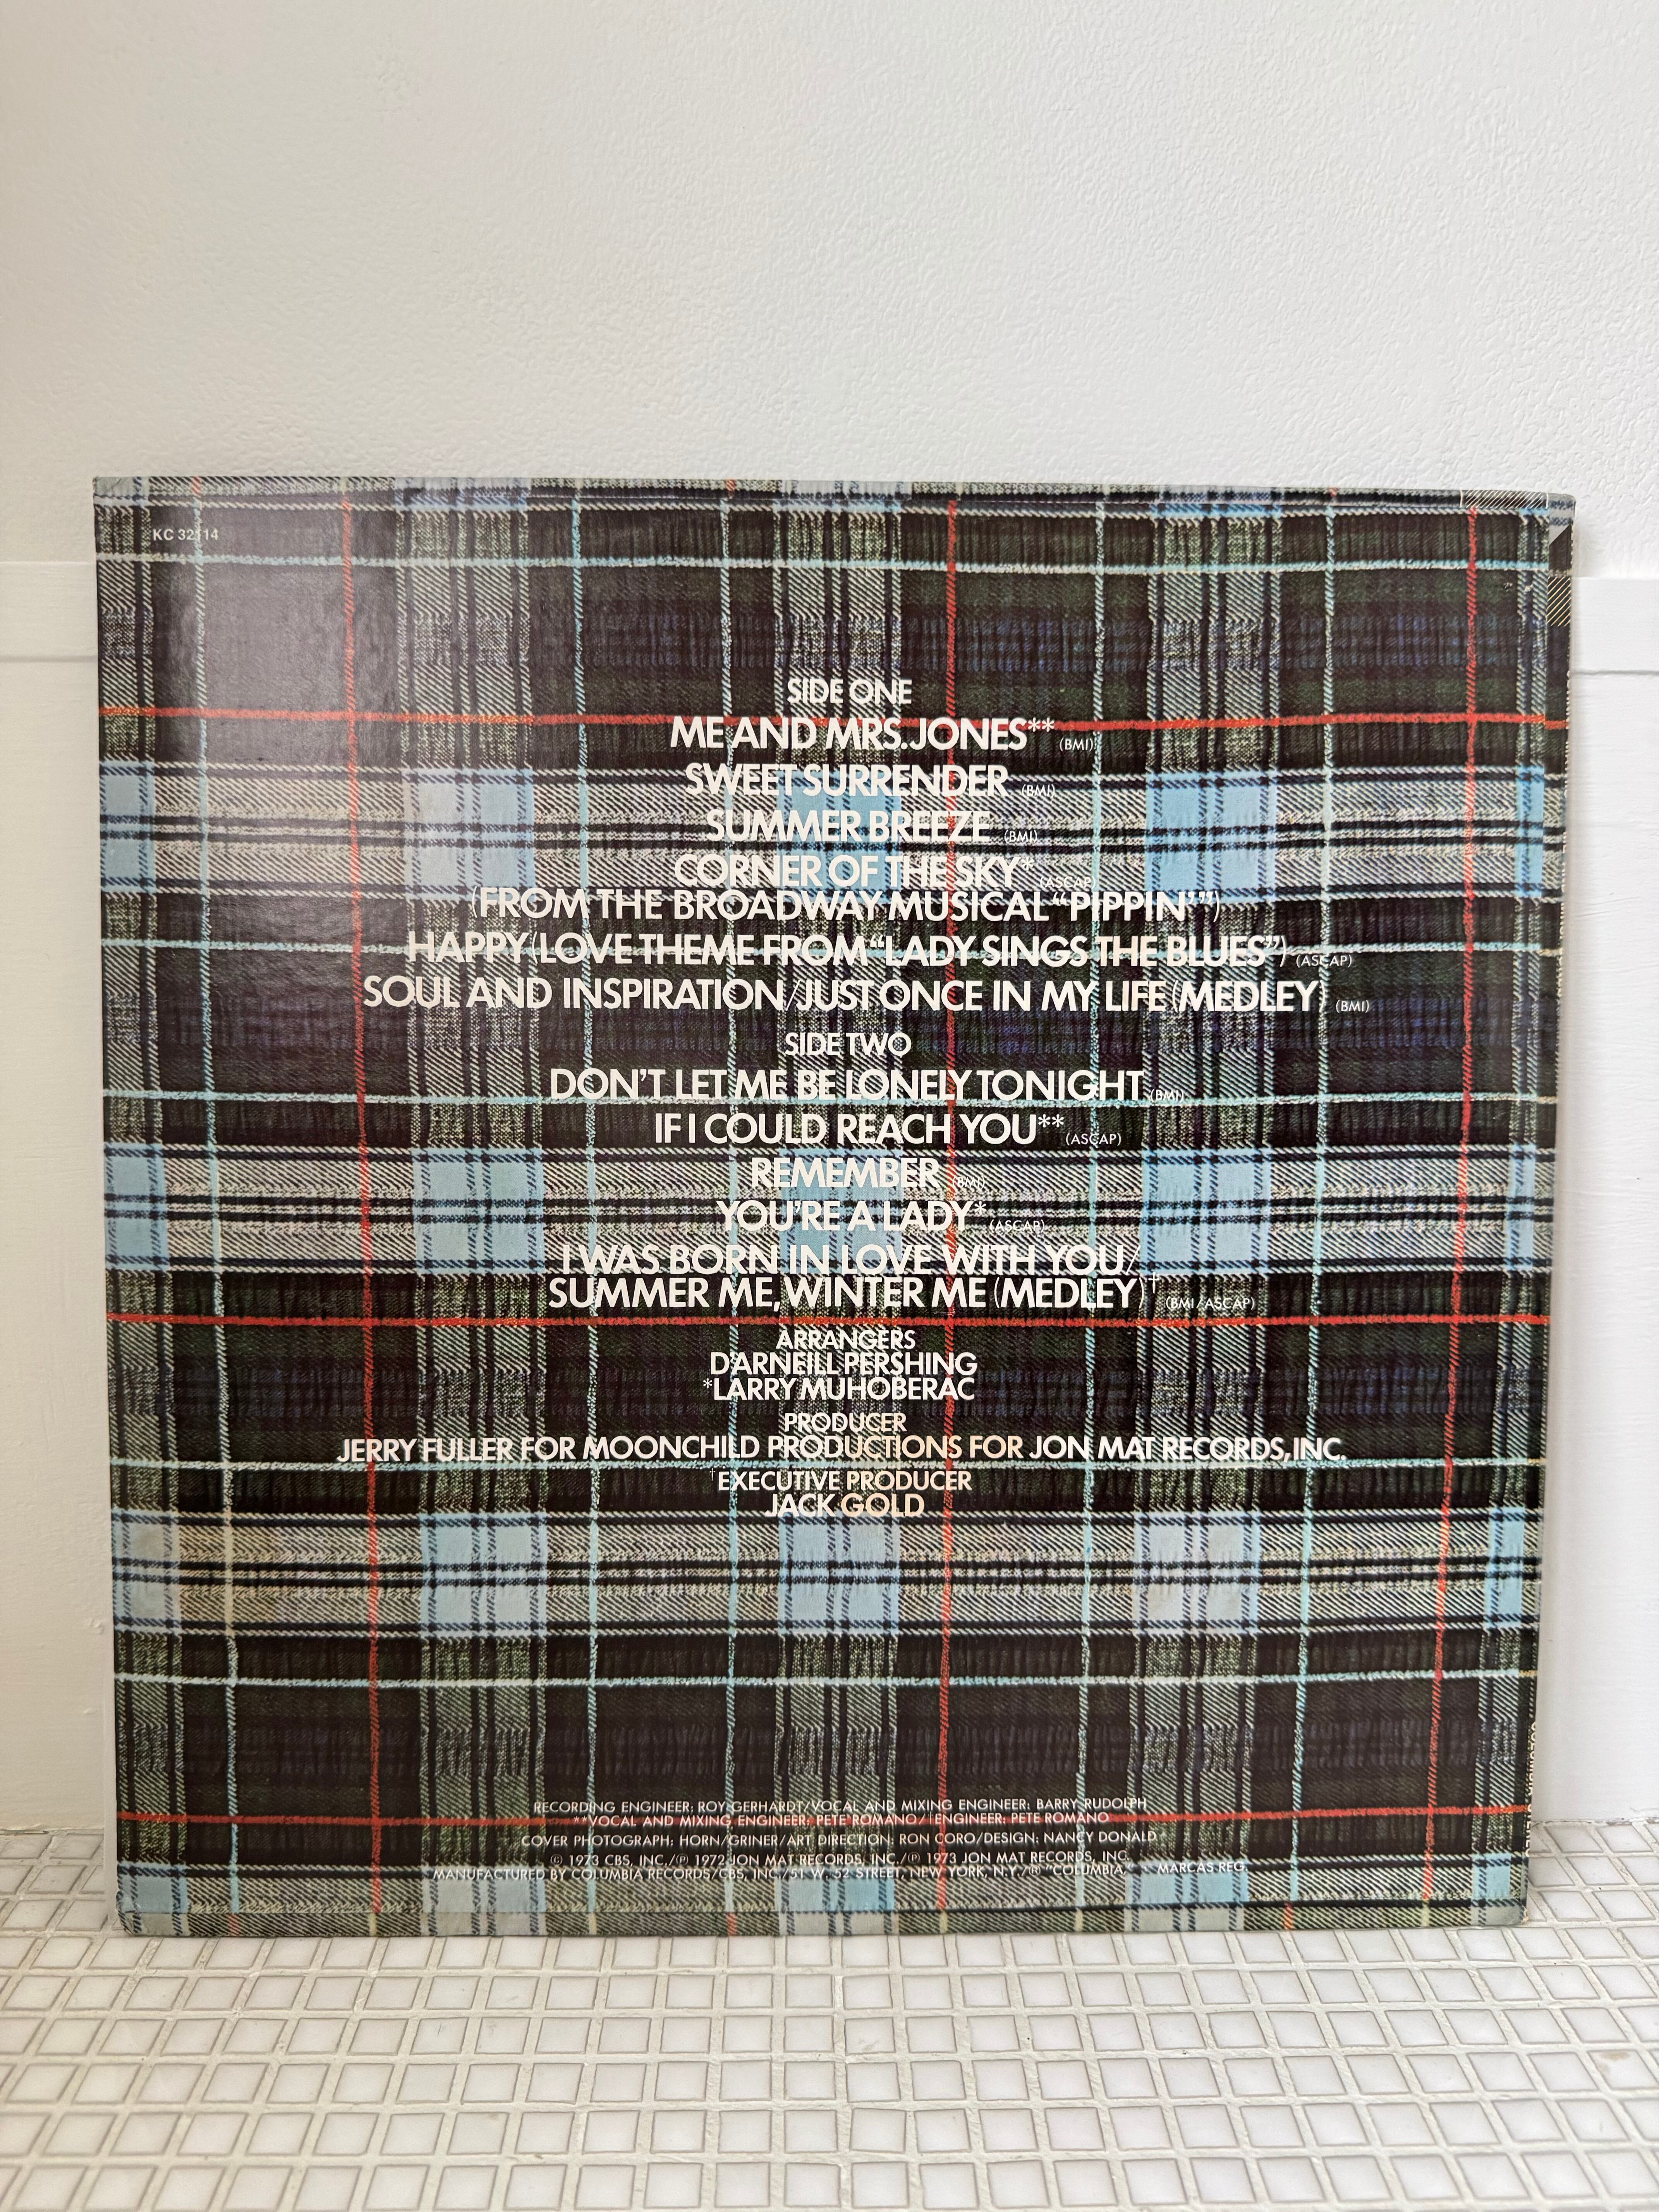 KC 32114
SIDE ONE
ME AND MRS. JONES** (BMI)
SWEET SURRENDER (BMI)
SUMMER BREEZE (BMI)
CORNER OF THE SKY* (ASCAP)
(FROM THE BROADWAY MUSICAL “PIPPIN’”)
HAPPY (LOVE THEME FROM “LADY SINGS THE BLUES”) (ASCAP)
SOUL AND INSPIRATION/JUST ONCE IN MY LIFE (MEDLEY) (BMI)
SIDE TWO
DON'T LET ME BE LONELY TONIGHT (BMI)
IF I COULD REACH YOU** (ASCAP)
REMEMBER (BMI)
YOU'RE A LADY* (ASCAP)
I WAS BORN IN LOVE WITH YOU/
SUMMER ME, WINTER ME (MEDLEY)† (BMI/ASCAP)
ARRANGERS
D'ARNEILL PERSHING
*LARRY MUHOBERAC
PRODUCER
JERRY FULLER FOR MOONCHILD PRODUCTIONS FOR JON MAT RECORDS, INC.
†EXECUTIVE PRODUCER
JACK GOLD
RECORDING ENGINEER: ROY GERHARDT/VOCAL AND MIXING ENGINEER: BARRY RUDOLPH
**VOCAL AND MIXING ENGINEER: PETE ROMANO/†ENGINEER: PETE ROMANO
COVER PHOTOGRAPH: HORN/GRINER/ART DIRECTION: RON CORO/DESIGN: NANCY DONALD
© 1973 CBS, INC./℗ 1972 JON MAT RECORDS, INC./℗ 1973 JON MAT RECORDS, INC.
MANUFACTURED BY COLUMBIA RECORDS/CBS, INC./51 W. 52 STREET, NEW YORK, N.Y./® "COLUMBIA," MARCAS REG.